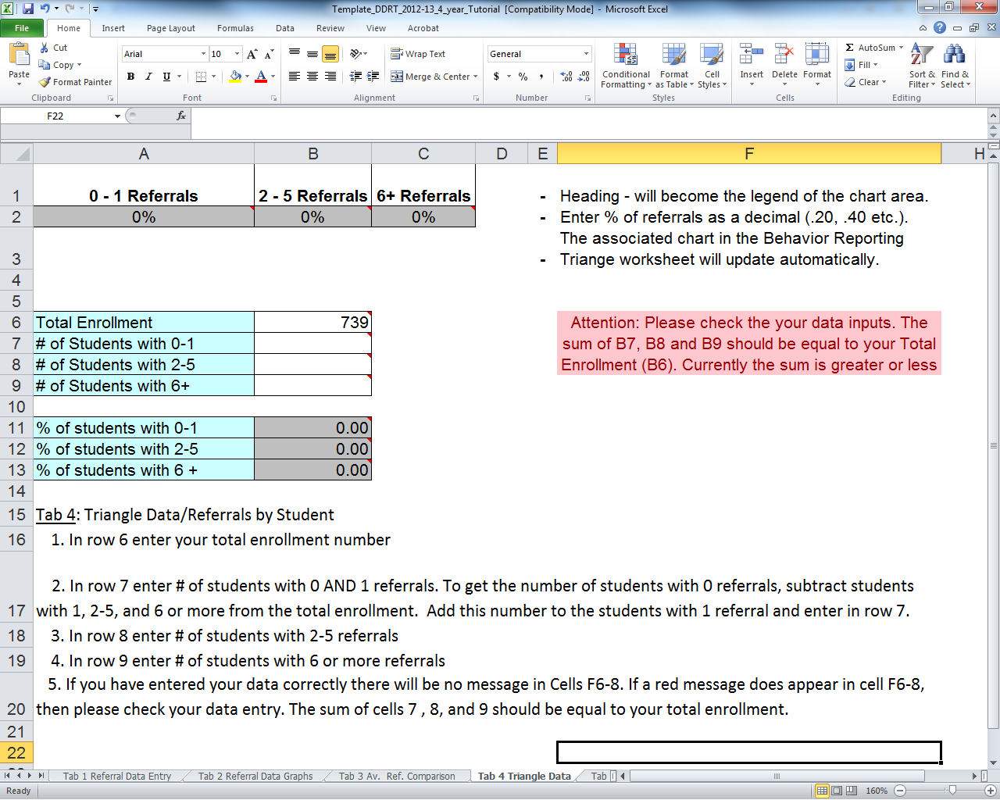 Template_DDRT_2012-13_4_year_Tutorial [Compatibility Mode] - Microsoft Excel
File Home Insert Page Layout Formulas Data Review View Acrobat
Paste
Cut
Copy
Format Painter
Clipboard
Arial 10
B I U
Font
Wrap Text
Merge & Center
Alignment
General
$ % ,
Number
Conditional Formatting
Format as Table
Cell Styles
Styles
Insert Delete Format
Cells
AutoSum
Fill
Clear
Sort & Filter
Find & Select
Editing
F22 fx
A B C D E F H
1 0 - 1 Referrals 2 - 5 Referrals 6+ Referrals - Heading - will become the legend of the chart area.
2 0% 0% 0% - Enter % of referrals as a decimal (.20, .40 etc.).
The associated chart in the Behavior Reporting
3 - Triange worksheet will update automatically.
4
5
6 Total Enrollment 739 Attention: Please check the your data inputs. The
7 # of Students with 0-1 sum of B7, B8 and B9 should be equal to your Total
8 # of Students with 2-5 Enrollment (B6). Currently the sum is greater or less
9 # of Students with 6+
10
11 % of students with 0-1 0.00
12 % of students with 2-5 0.00
13 % of students with 6 + 0.00
14
15 Tab 4: Triangle Data/Referrals by Student
16 1. In row 6 enter your total enrollment number
2. In row 7 enter # of students with 0 AND 1 referrals. To get the number of students with 0 referrals, subtract students
17 with 1, 2-5, and 6 or more from the total enrollment. Add this number to the students with 1 referral and enter in row 7.
18 3. In row 8 enter # of students with 2-5 referrals
19 4. In row 9 enter # of students with 6 or more referrals
5. If you have entered your data correctly there will be no message in Cells F6-8. If a red message does appear in cell F6-8,
20 then please check your data entry. The sum of cells 7 , 8, and 9 should be equal to your total enrollment.
21
22
Tab 1 Referral Data Entry Tab 2 Referral Data Graphs Tab 3 Av. Ref. Comparison Tab 4 Triangle Data Tab
Ready 160%